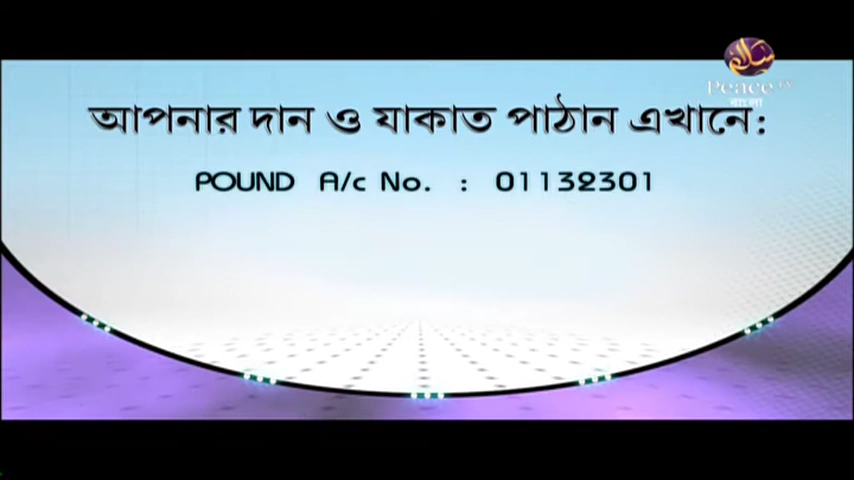 Peace TV
বাংলা
আপনার দান ও যাকাত পাঠান এখানে:
POUND A/c No. : 01132301